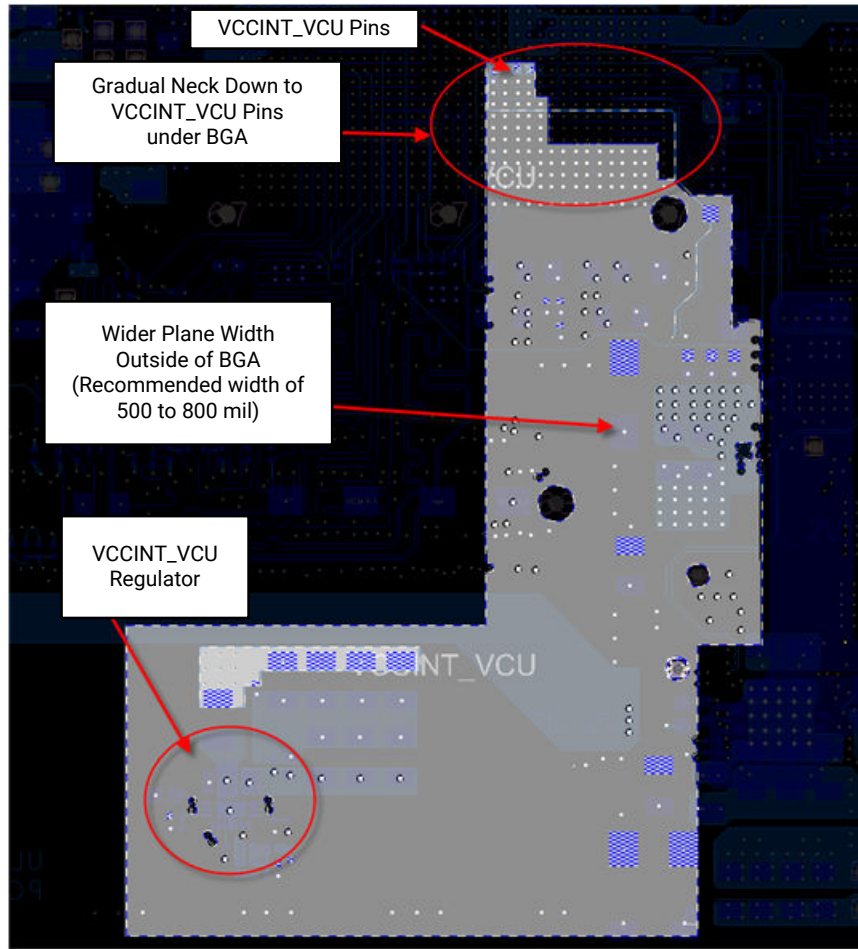 VCCINT_VCU Pins
Gradual Neck Down to
VCCINT_VCU Pins
under BGA
VCU
Wider Plane Width
Outside of BGA
(Recommended width of
500 to 800 mil)
VCCINT_VCU
Regulator
VCCINT_VCU